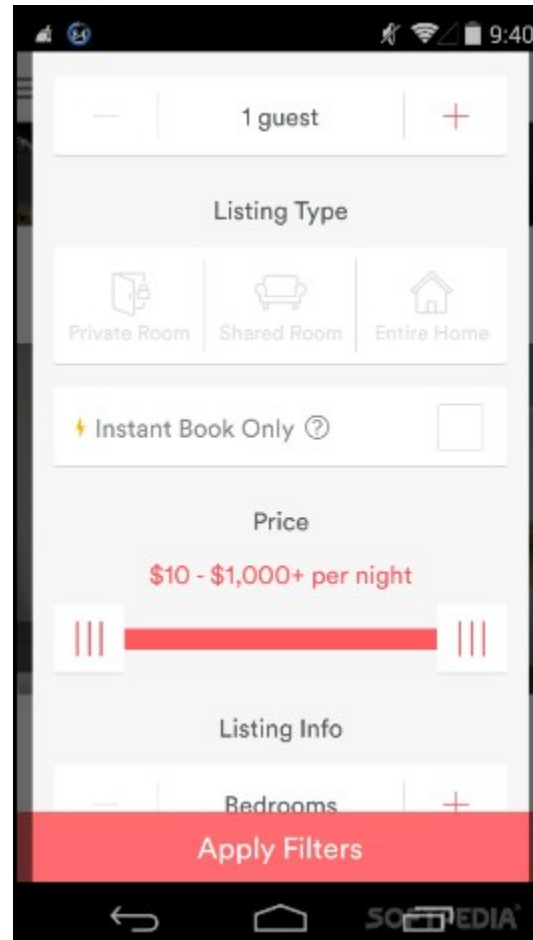 9:40
1 guest
Listing Type
Private Room Shared Room Entire Home
Instant Book Only ?
Price
$10 - $1,000+ per night
Listing Info
Bedrooms
Apply Filters
SOFTPEDIA